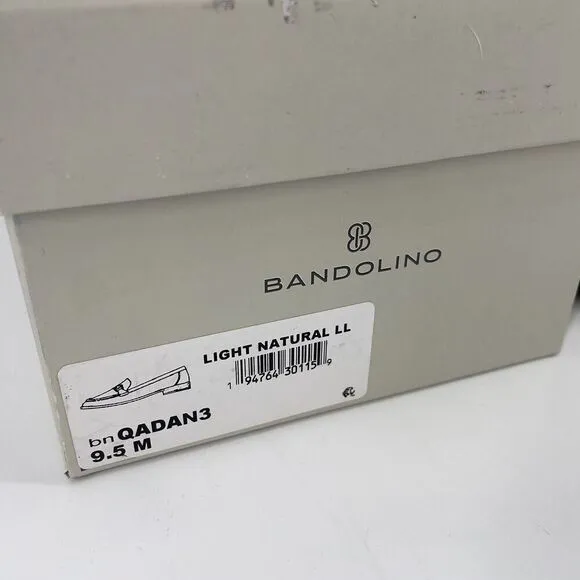 BANDOLINO
LIGHT NATURAL LL
1 94764 30115 9
bn QADAN3
9.5 M